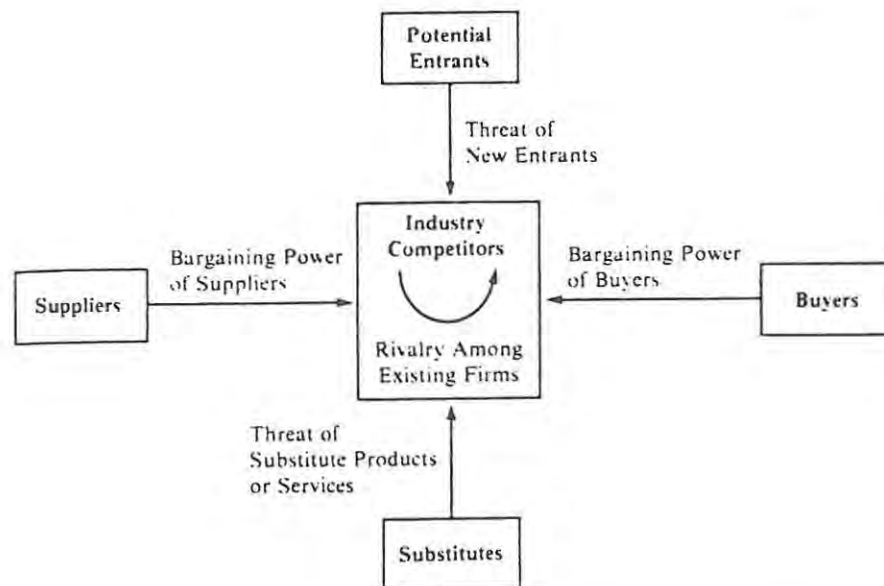 Potential
Entrants
Threat of
New Entrants
Industry
Competitors
Bargaining Power
of Suppliers
Bargaining Power
of Buyers
Suppliers
Buyers
Rivalry Among
Existing Firms
Threat of
Substitute Products
or Services
Substitutes